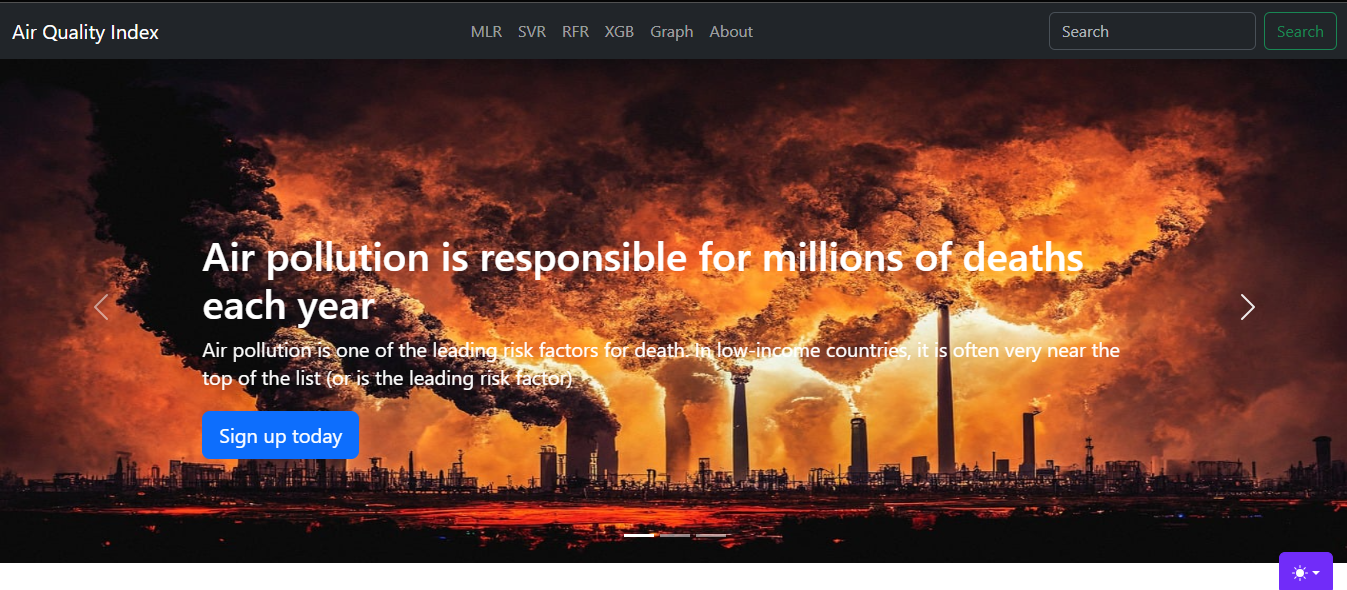 Air Quality Index
MLR SVR RFR XGB Graph About
Search
Search
Air pollution is responsible for millions of deaths
each year
Air pollution is one of the leading risk factors for death. In low-income countries, it is often very near the
top of the list (or is the leading risk factor)
Sign up today